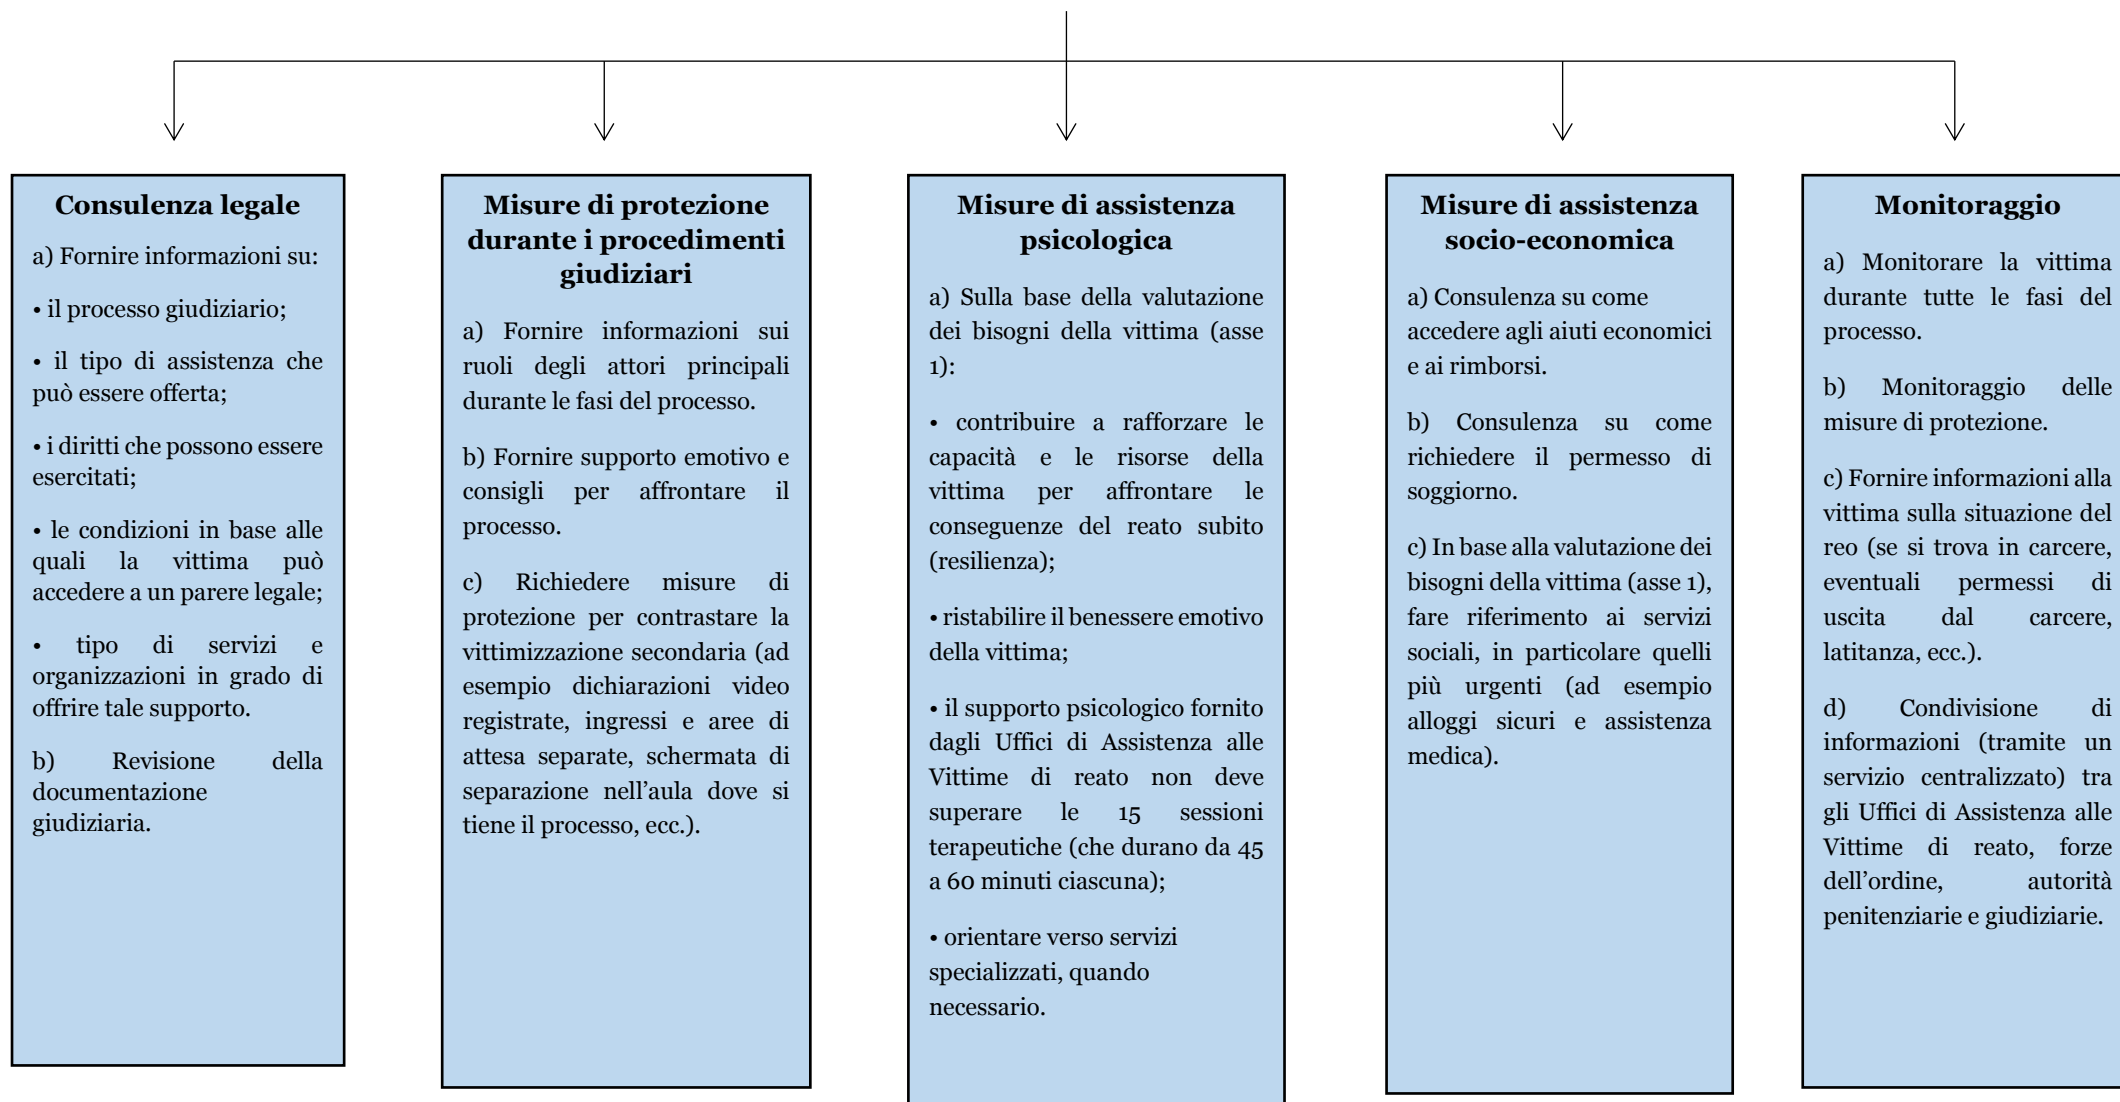 Consulenza legale
a) Fornire informazioni su:
• il processo giudiziario;
• il tipo di assistenza che
può essere offerta;
• i diritti che possono essere
esercitati;
• le condizioni in base alle
quali la vittima può
accedere a un parere legale;
• tipo di servizi e
organizzazioni in grado di
offrire tale supporto.
b) Revisione della
documentazione
giudiziaria.
Misure di protezione
durante i procedimenti
giudiziari
a) Fornire informazioni sui
ruoli degli attori principali
durante le fasi del processo.
b) Fornire supporto emotivo e
consigli per affrontare il
processo.
c) Richiedere misure di
protezione per contrastare la
vittimizzazione secondaria (ad
esempio dichiarazioni video
registrate, ingressi e aree di
attesa separate, schermata di
separazione nell’aula dove si
tiene il processo, ecc.).
Misure di assistenza
psicologica
a) Sulla base della valutazione
dei bisogni della vittima (asse
1):
• contribuire a rafforzare le
capacità e le risorse della
vittima per affrontare le
conseguenze del reato subito
(resilienza);
• ristabilire il benessere emotivo
della vittima;
• il supporto psicologico fornito
dagli Uffici di Assistenza alle
Vittime di reato non deve
superare le 15 sessioni
terapeutiche (che durano da 45
a 60 minuti ciascuna);
• orientare verso servizi
specializzati, quando
necessario.
Misure di assistenza
socio-economica
a) Consulenza su come
accedere agli aiuti economici
e ai rimborsi.
b) Consulenza su come
richiedere il permesso di
soggiorno.
c) In base alla valutazione dei
bisogni della vittima (asse 1),
fare riferimento ai servizi
sociali, in particolare quelli
più urgenti (ad esempio
alloggi sicuri e assistenza
medica).
Monitoraggio
a) Monitorare la vittima
durante tutte le fasi del
processo.
b) Monitoraggio delle
misure di protezione.
c) Fornire informazioni alla
vittima sulla situazione del
reo (se si trova in carcere,
eventuali permessi di
uscita dal carcere,
latitanza, ecc.).
d) Condivisione di
informazioni (tramite un
servizio centralizzato) tra
gli Uffici di Assistenza alle
Vittime di reato, forze
dell’ordine, autorità
penitenziarie e giudiziarie.